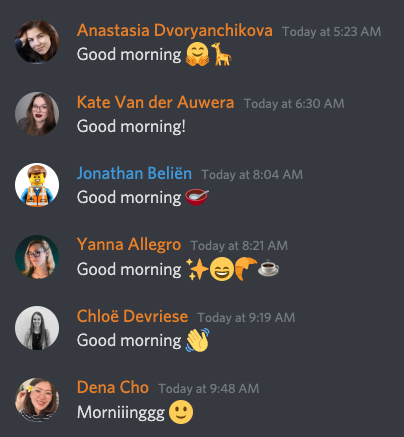 Anastasia Dvoryanchikova Today at 5:23 AM
Good morning 🤗🦒
Kate Van der Auwera Today at 6:30 AM
Good morning!
Jonathan Beliën Today at 8:04 AM
Good morning 🥣
Yanna Allegro Today at 8:21 AM
Good morning ✨😄🥐☕
Chloë Devriese Today at 9:19 AM
Good morning 👋
Dena Cho Today at 9:48 AM
Morniiinggg 🙂